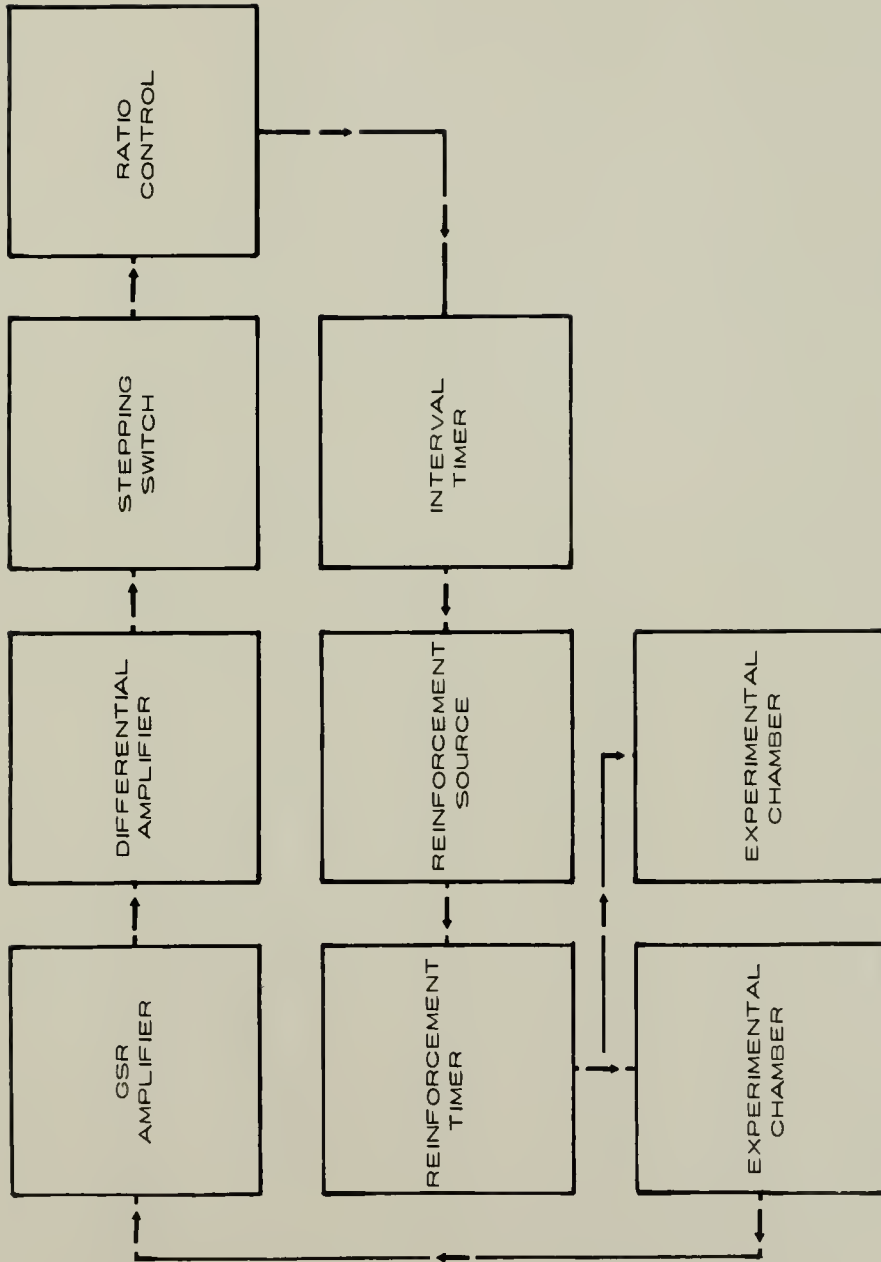 GSR
AMPLIFIER
DIFFERENTIAL
AMPLIFIER
STEPPING
SWITCH
RATIO
CONTROL
REINFORCEMENT
TIMER
REINFORCEMENT
SOURCE
INTERVAL
TIMER
EXPERIMENTAL
CHAMBER
EXPERIMENTAL
CHAMBER